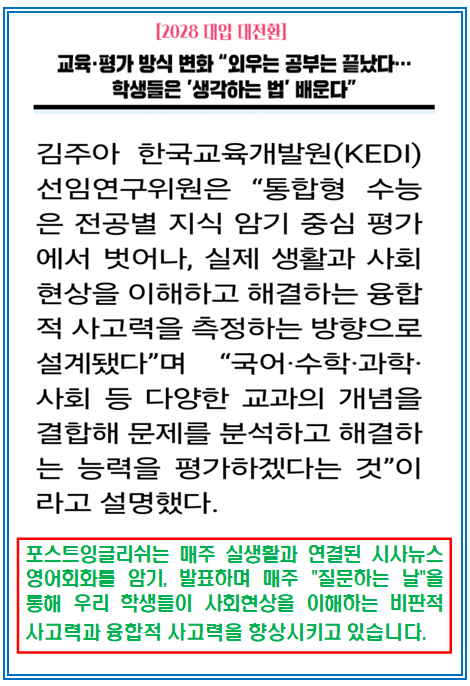 [2028 대입 대전환]
교육·평가 방식 변화 “외우는 공부는 끝났다…
학생들은 '생각하는 법' 배운다”
김주아 한국교육개발원(KEDI)
선임연구위원은 “통합형 수능
은 전공별 지식 암기 중심 평가
에서 벗어나, 실제 생활과 사회
현상을 이해하고 해결하는 융합
적 사고력을 측정하는 방향으로
설계됐다”며 “국어·수학·과학·
사회 등 다양한 교과의 개념을
결합해 문제를 분석하고 해결하
는 능력을 평가하겠다는 것”이
라고 설명했다.
포스트잉글리쉬는 매주 실생활과 연결된 시사뉴스
영어회화를 암기, 발표하며 매주 "질문하는 날"을
통해 우리 학생들이 사회현상을 이해하는 비판적
사고력과 융합적 사고력을 향상시키고 있습니다.